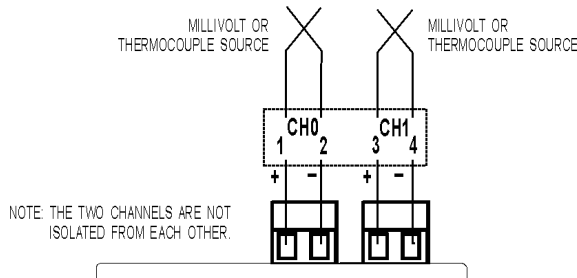 MILLIVOLT OR
THERMOCOUPLE SOURCE
MILLIVOLT OR
THERMOCOUPLE SOURCE
CH0
1 2
CH1
3 4
+ – + –
NOTE: THE TWO CHANNELS ARE NOT
ISOLATED FROM EACH OTHER.